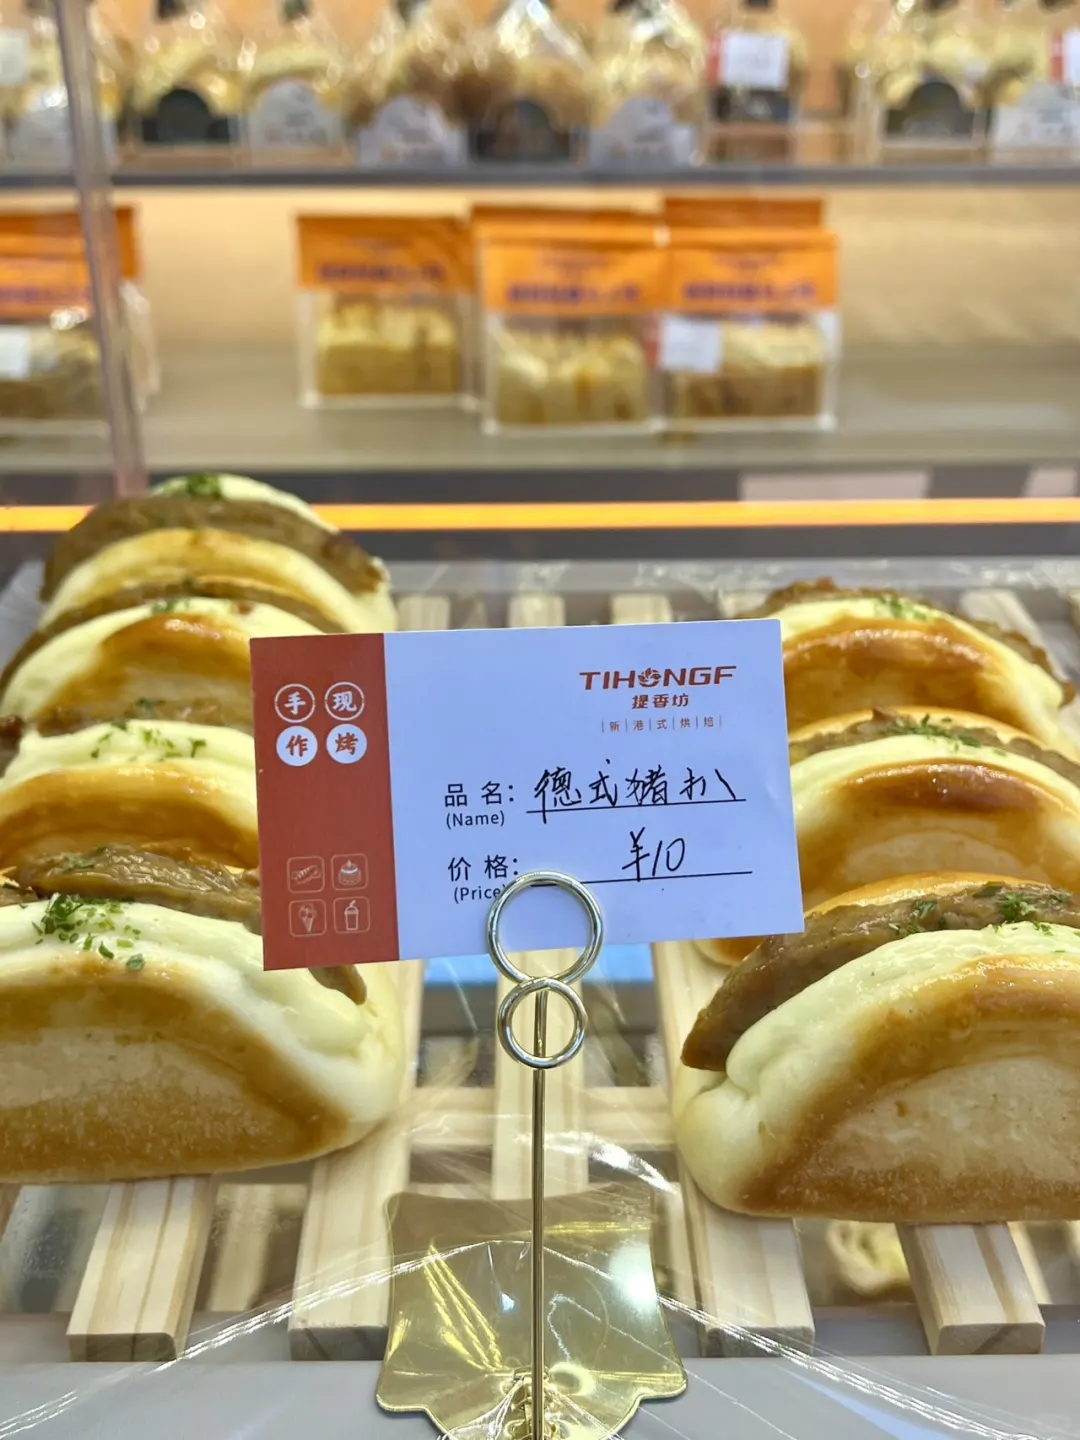 手 现
作 烤
TIHONGF
提香坊
新 | 港 | 式 | 烘 | 焙
品 名: 德式豬扒
(Name)
价 格: ¥10
(Price